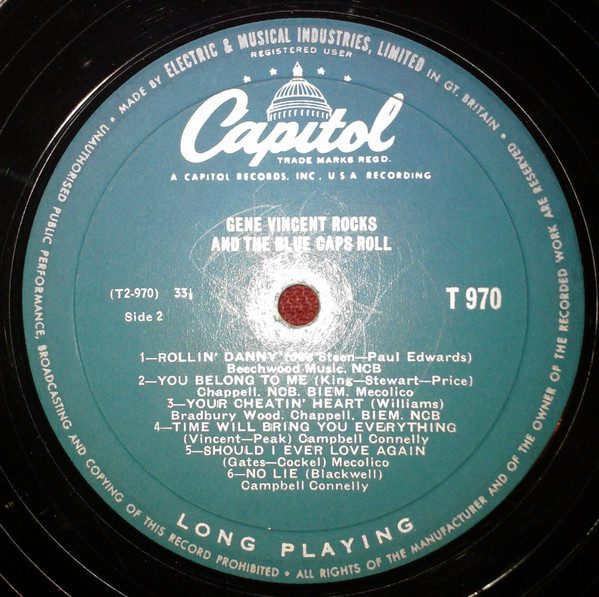 MADE BY ELECTRIC & MUSICAL INDUSTRIES, LIMITED IN GT. BRITAIN •
REGISTERED USER
Capitol
TRADE MARKS REGD.
A CAPITOL RECORDS, INC., U.S.A. RECORDING
GENE VINCENT ROCKS
AND THE BLUE CAPS ROLL
(T2-970) 33⅓
T 970
Side 2
1—ROLLIN' DANNY Steen—Paul Edwards)
Beechwood Music. NCB
2—YOU BELONG TO ME (King—Stewart—Price)
Chappell. NCB. BIEM. Mecolico
3—YOUR CHEATIN' HEART (Williams)
Bradbury Wood. Chappell, BIEM. NCB
4—TIME WILL BRING YOU EVERYTHING
(Vincent—Peak) Campbell Connelly
5—SHOULD I EVER LOVE AGAIN
(Gates—Cockel) Mecolico
6—NO LIE (Blackwell)
Campbell Connelly
LONG PLAYING
• ALL RIGHTS OF THE MANUFACTURER AND OF THE OWNER OF THE RECORDED WORK ARE RESERVED •
UNAUTHORISED PUBLIC PERFORMANCE, BROADCASTING AND COPYING OF THIS RECORD PROHIBITED